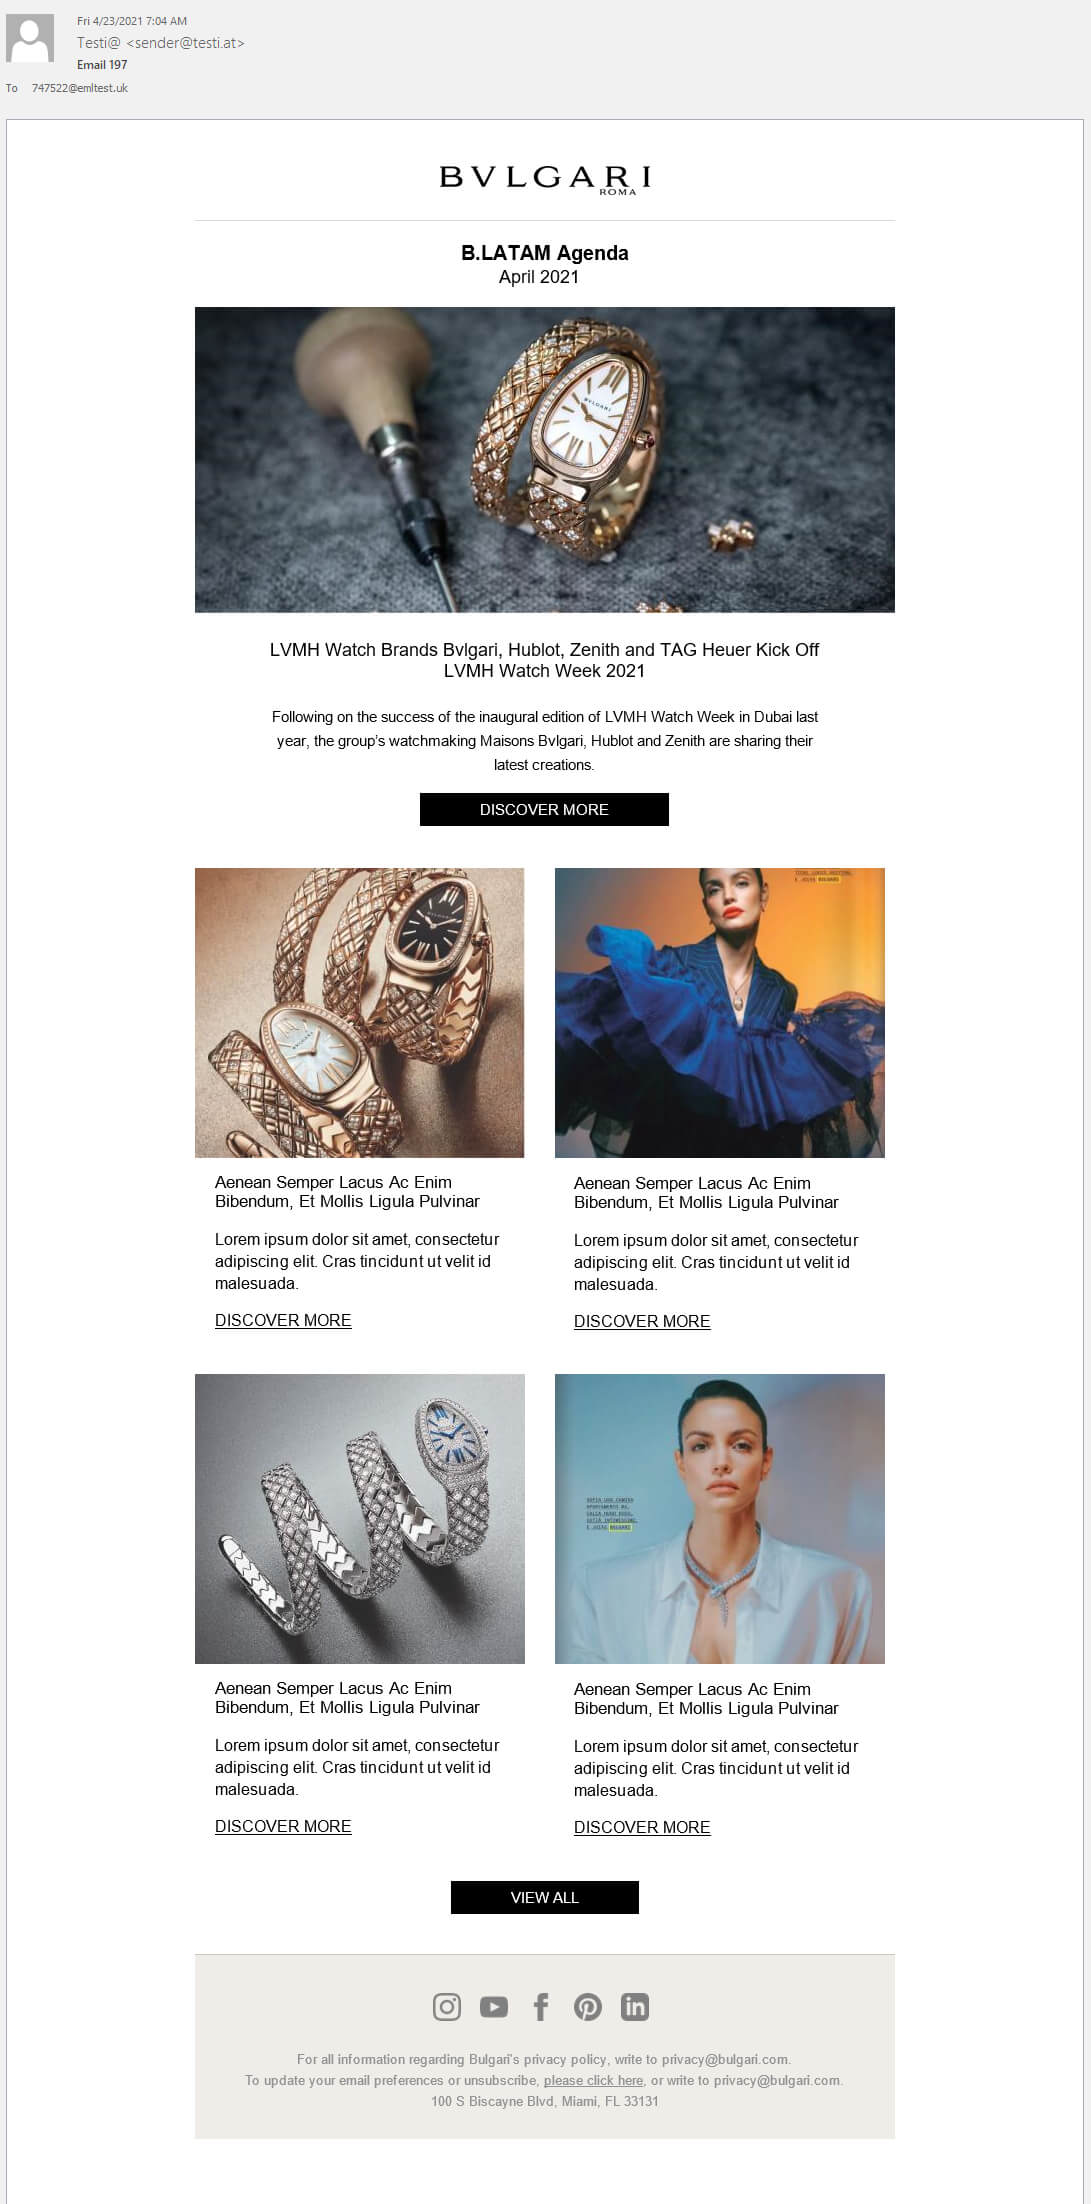 Fri 4/23/2021 7:04 AM
Testi@ <sender@testi.at>
Email 197
To 747522@emltest.uk
BVLGARI
ROMA
B.LATAM Agenda
April 2021
BVLGARI
LVMH Watch Brands Bvlgari, Hublot, Zenith and TAG Heuer Kick Off
LVMH Watch Week 2021
Following on the success of the inaugural edition of LVMH Watch Week in Dubai last
year, the group's watchmaking Maisons Bvlgari, Hublot and Zenith are sharing their
latest creations.
DISCOVER MORE
BVLGARI
BVLGARI
E JOIAS BVLGARI
Aenean Semper Lacus Ac Enim
Bibendum, Et Mollis Ligula Pulvinar
Lorem ipsum dolor sit amet, consectetur
adipiscing elit. Cras tincidunt ut velit id
malesuada.
DISCOVER MORE
Aenean Semper Lacus Ac Enim
Bibendum, Et Mollis Ligula Pulvinar
Lorem ipsum dolor sit amet, consectetur
adipiscing elit. Cras tincidunt ut velit id
malesuada.
DISCOVER MORE
E JOIAS BVLGARI
Aenean Semper Lacus Ac Enim
Bibendum, Et Mollis Ligula Pulvinar
Lorem ipsum dolor sit amet, consectetur
adipiscing elit. Cras tincidunt ut velit id
malesuada.
DISCOVER MORE
Aenean Semper Lacus Ac Enim
Bibendum, Et Mollis Ligula Pulvinar
Lorem ipsum dolor sit amet, consectetur
adipiscing elit. Cras tincidunt ut velit id
malesuada.
DISCOVER MORE
VIEW ALL
For all information regarding Bulgari's privacy policy, write to privacy@bulgari.com.
To update your email preferences or unsubscribe, please click here, or write to privacy@bulgari.com.
100 S Biscayne Blvd, Miami, FL 33131